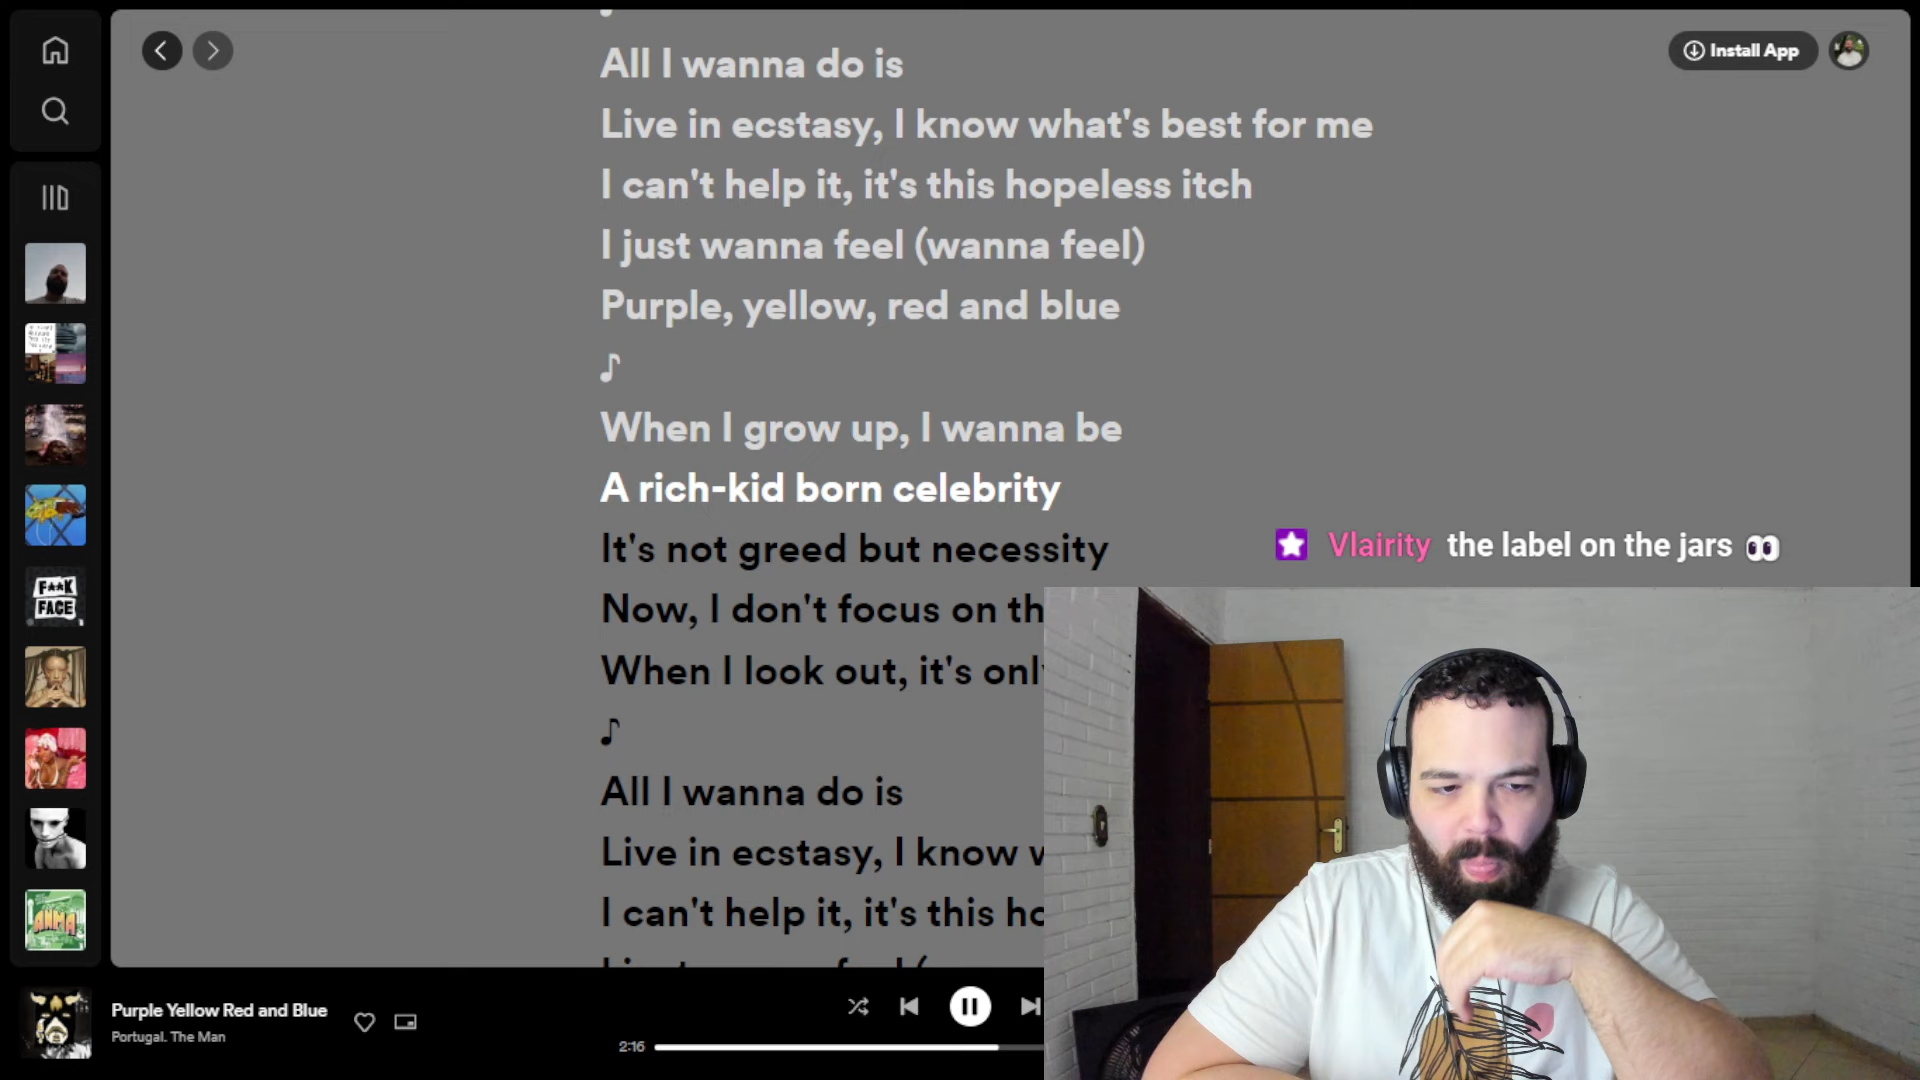 Install App
All I wanna do is
Live in ecstasy, I know what's best for me
I can't help it, it's this hopeless itch
I just wanna feel (wanna feel)
Purple, yellow, red and blue
♪
When I grow up, I wanna be
A rich-kid born celebrity
It's not greed but necessity
Vlairity the label on the jars 👀
Now, I don't focus on th
When I look out, it's onl
♪
All I wanna do is
Live in ecstasy, I know w
I can't help it, it's this ho
F**K
FACE
Purple Yellow Red and Blue
Portugal. The Man
2:16